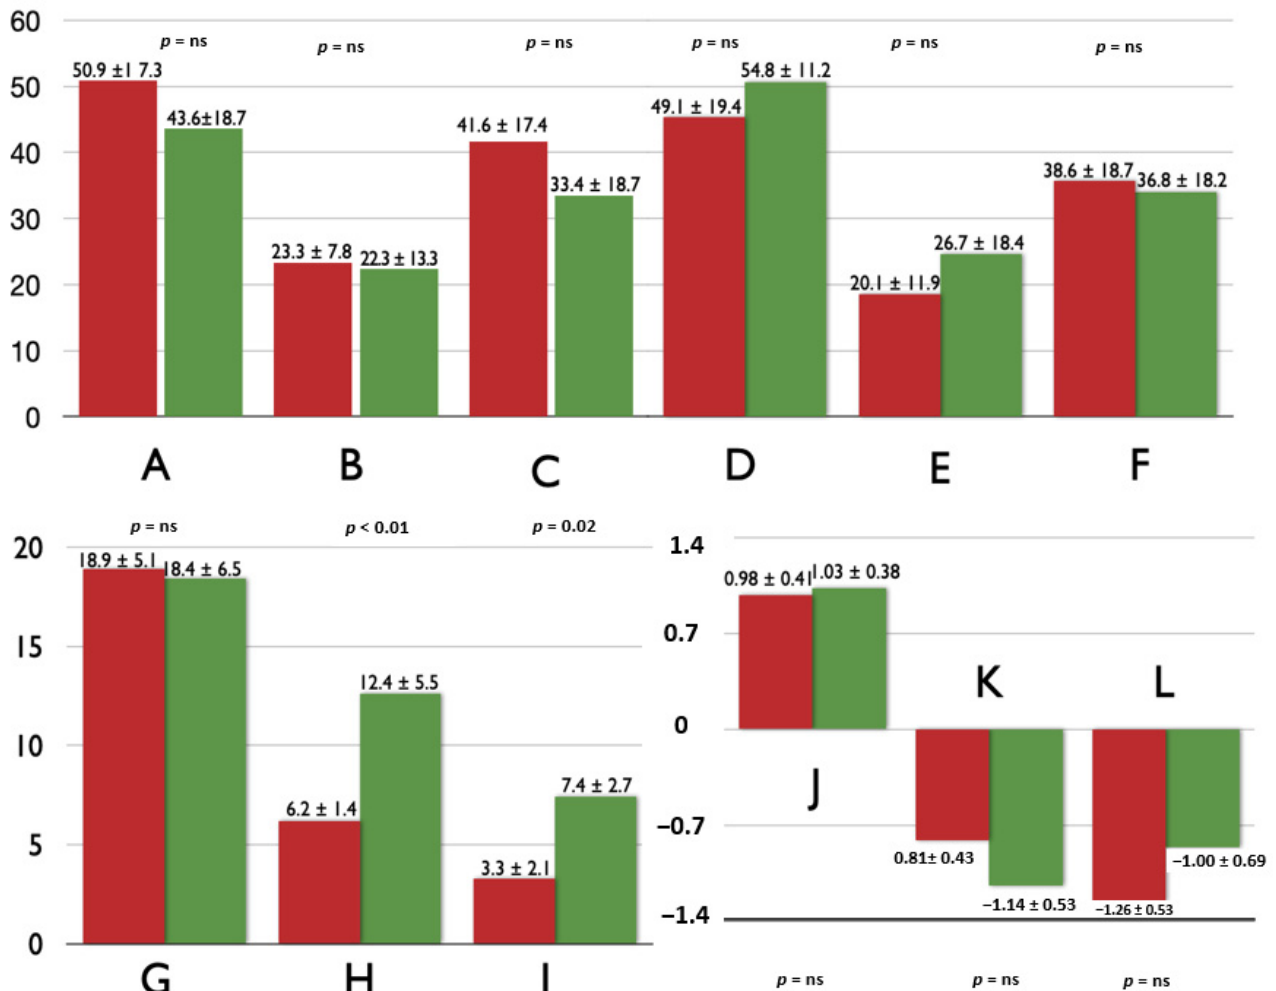 60
p = ns p = ns p = ns p = ns p = ns p = ns
50.9 ±1 7.3 43.6±18.7 23.3 ± 7.8 22.3 ± 13.3 41.6 ± 17.4 33.4 ± 18.7 49.1 ± 19.4 54.8 ± 11.2 20.1 ± 11.9 26.7 ± 18.4 38.6 ± 18.7 36.8 ± 18.2
50
40
30
20
10
0
A B C D E F
p = ns p < 0.01 p = 0.02
20
18.9 ± 5.1 18.4 ± 6.5
15
12.4 ± 5.5
10
6.2 ± 1.4 7.4 ± 2.7
5
3.3 ± 2.1
0
G H I
1.4
0.98 ± 0.41 1.03 ± 0.38
0.7
K L
0
J
−0.7
0.81± 0.43 −1.00 ± 0.69
−1.14 ± 0.53 −1.26 ± 0.53
−1.4
p = ns p = ns p = ns